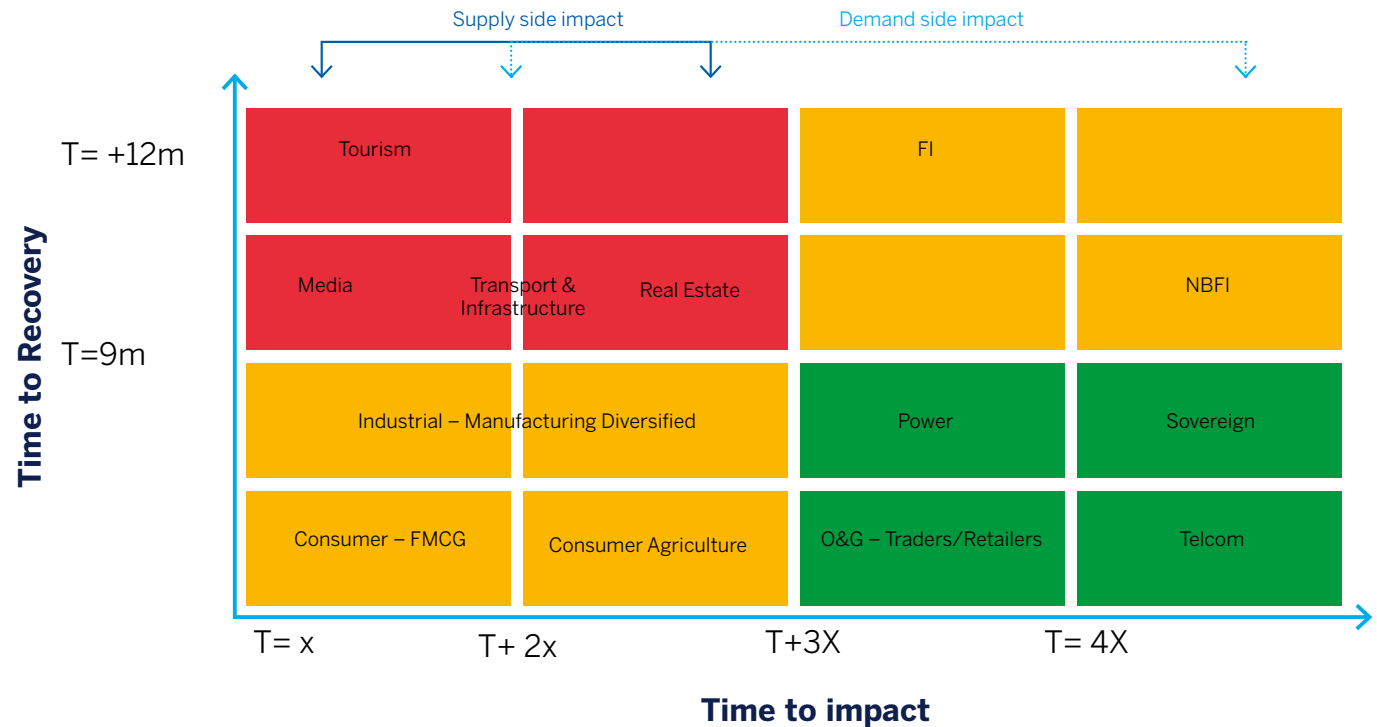 Supply side impact
Demand side impact
T= +12m
Tourism
FI
Time to Recovery
Media
Transport &
Infrastructure
Real Estate
NBFI
T=9m
Industrial – Manufacturing Diversified
Power
Sovereign
Consumer – FMCG
Consumer Agriculture
O&G – Traders/Retailers
Telcom
T= x
T+ 2x
T+3X
T= 4X
Time to impact